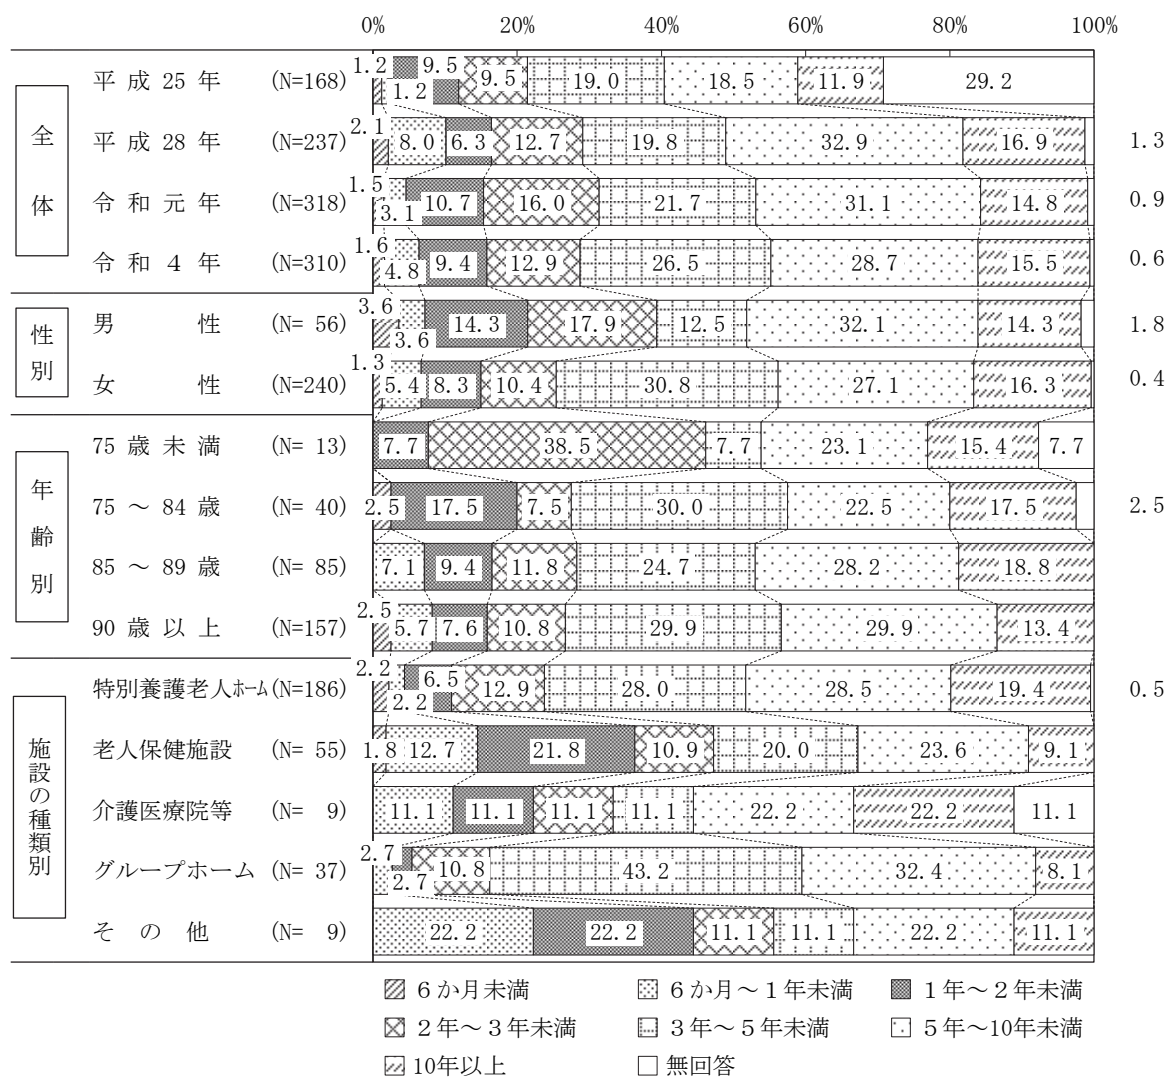 0% 20% 40% 60% 80% 100%
全体
平成25年 (N=168) 1.2 1.2 9.5 9.5 19.0 18.5 11.9 29.2
平成28年 (N=237) 2.1 8.0 6.3 12.7 19.8 32.9 16.9 1.3
令和元年 (N=318) 1.5 3.1 10.7 16.0 21.7 31.1 14.8 0.9
令和４年 (N=310) 1.6 4.8 9.4 12.9 26.5 28.7 15.5 0.6
性別
男性 (N= 56) 3.6 3.6 14.3 17.9 12.5 32.1 14.3 1.8
女性 (N=240) 1.3 5.4 8.3 10.4 30.8 27.1 16.3 0.4
年齢別
75歳未満 (N= 13) 7.7 38.5 7.7 23.1 15.4 7.7
75～84歳 (N= 40) 2.5 17.5 7.5 30.0 22.5 17.5 2.5
85～89歳 (N= 85) 7.1 9.4 11.8 24.7 28.2 18.8
90歳以上 (N=157) 2.5 5.7 7.6 10.8 29.9 29.9 13.4
施設の種類別
特別養護老人ホーム (N=186) 2.2 2.2 6.5 12.9 28.0 28.5 19.4 0.5
老人保健施設 (N= 55) 1.8 12.7 21.8 10.9 20.0 23.6 9.1
介護医療院等 (N= 9) 11.1 11.1 11.1 11.1 22.2 22.2 11.1
グループホーム (N= 37) 2.7 2.7 10.8 43.2 32.4 8.1
その他 (N= 9) 22.2 22.2 11.1 11.1 22.2 11.1
６か月未満 ６か月～１年未満 １年～２年未満
２年～３年未満 ３年～５年未満 ５年～10年未満
10年以上 無回答